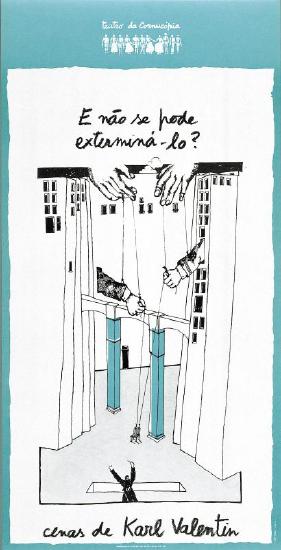 teatro da Cornucópia
E não se pode
exterminá-lo?
cenas de Karl Valentin